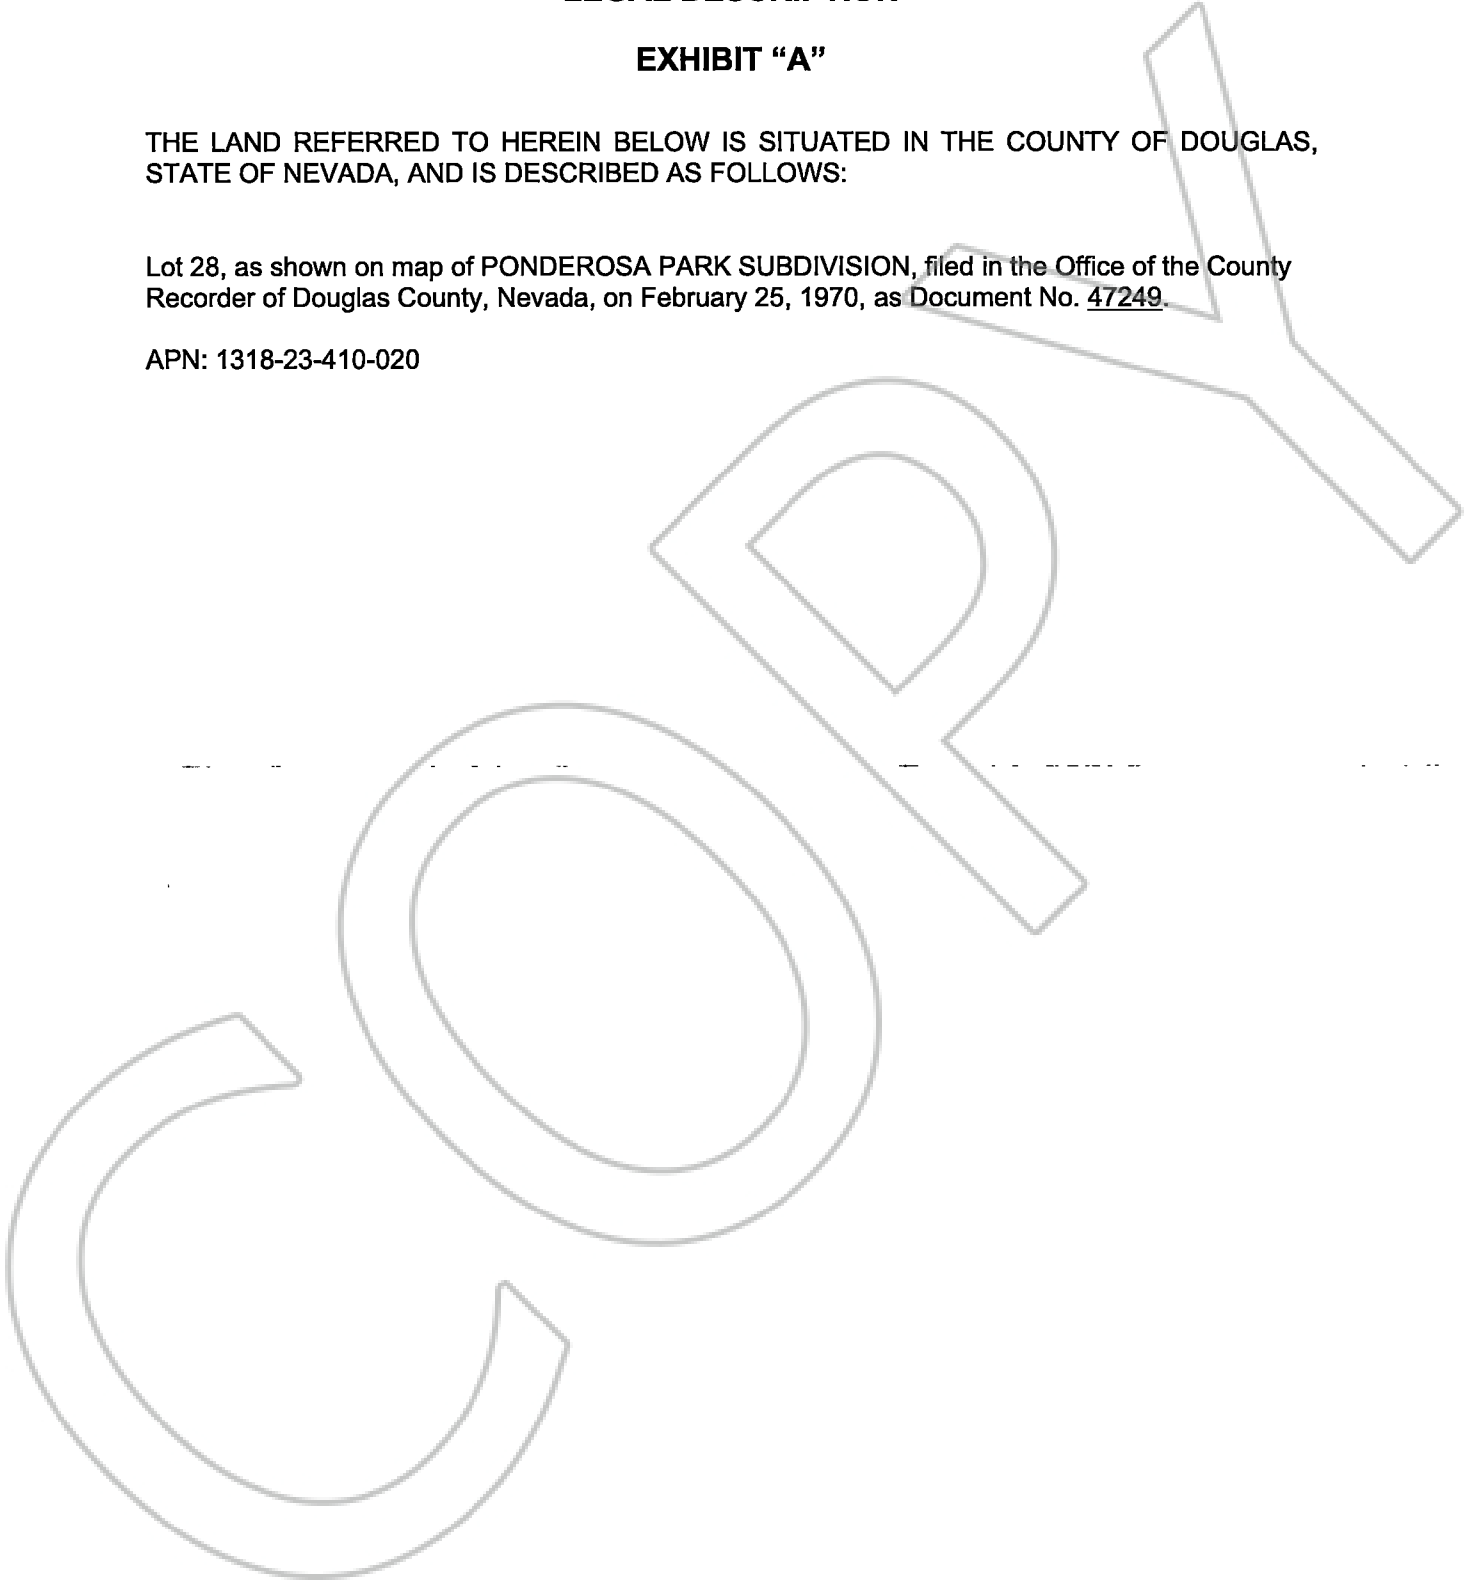 LEGAL DESCRIPTION
EXHIBIT “A”
THE LAND REFERRED TO HEREIN BELOW IS SITUATED IN THE COUNTY OF DOUGLAS,
STATE OF NEVADA, AND IS DESCRIBED AS FOLLOWS:
Lot 28, as shown on map of PONDEROSA PARK SUBDIVISION, filed in the Office of the County
Recorder of Douglas County, Nevada, on February 25, 1970, as Document No. 47249.
APN: 1318-23-410-020
COPY